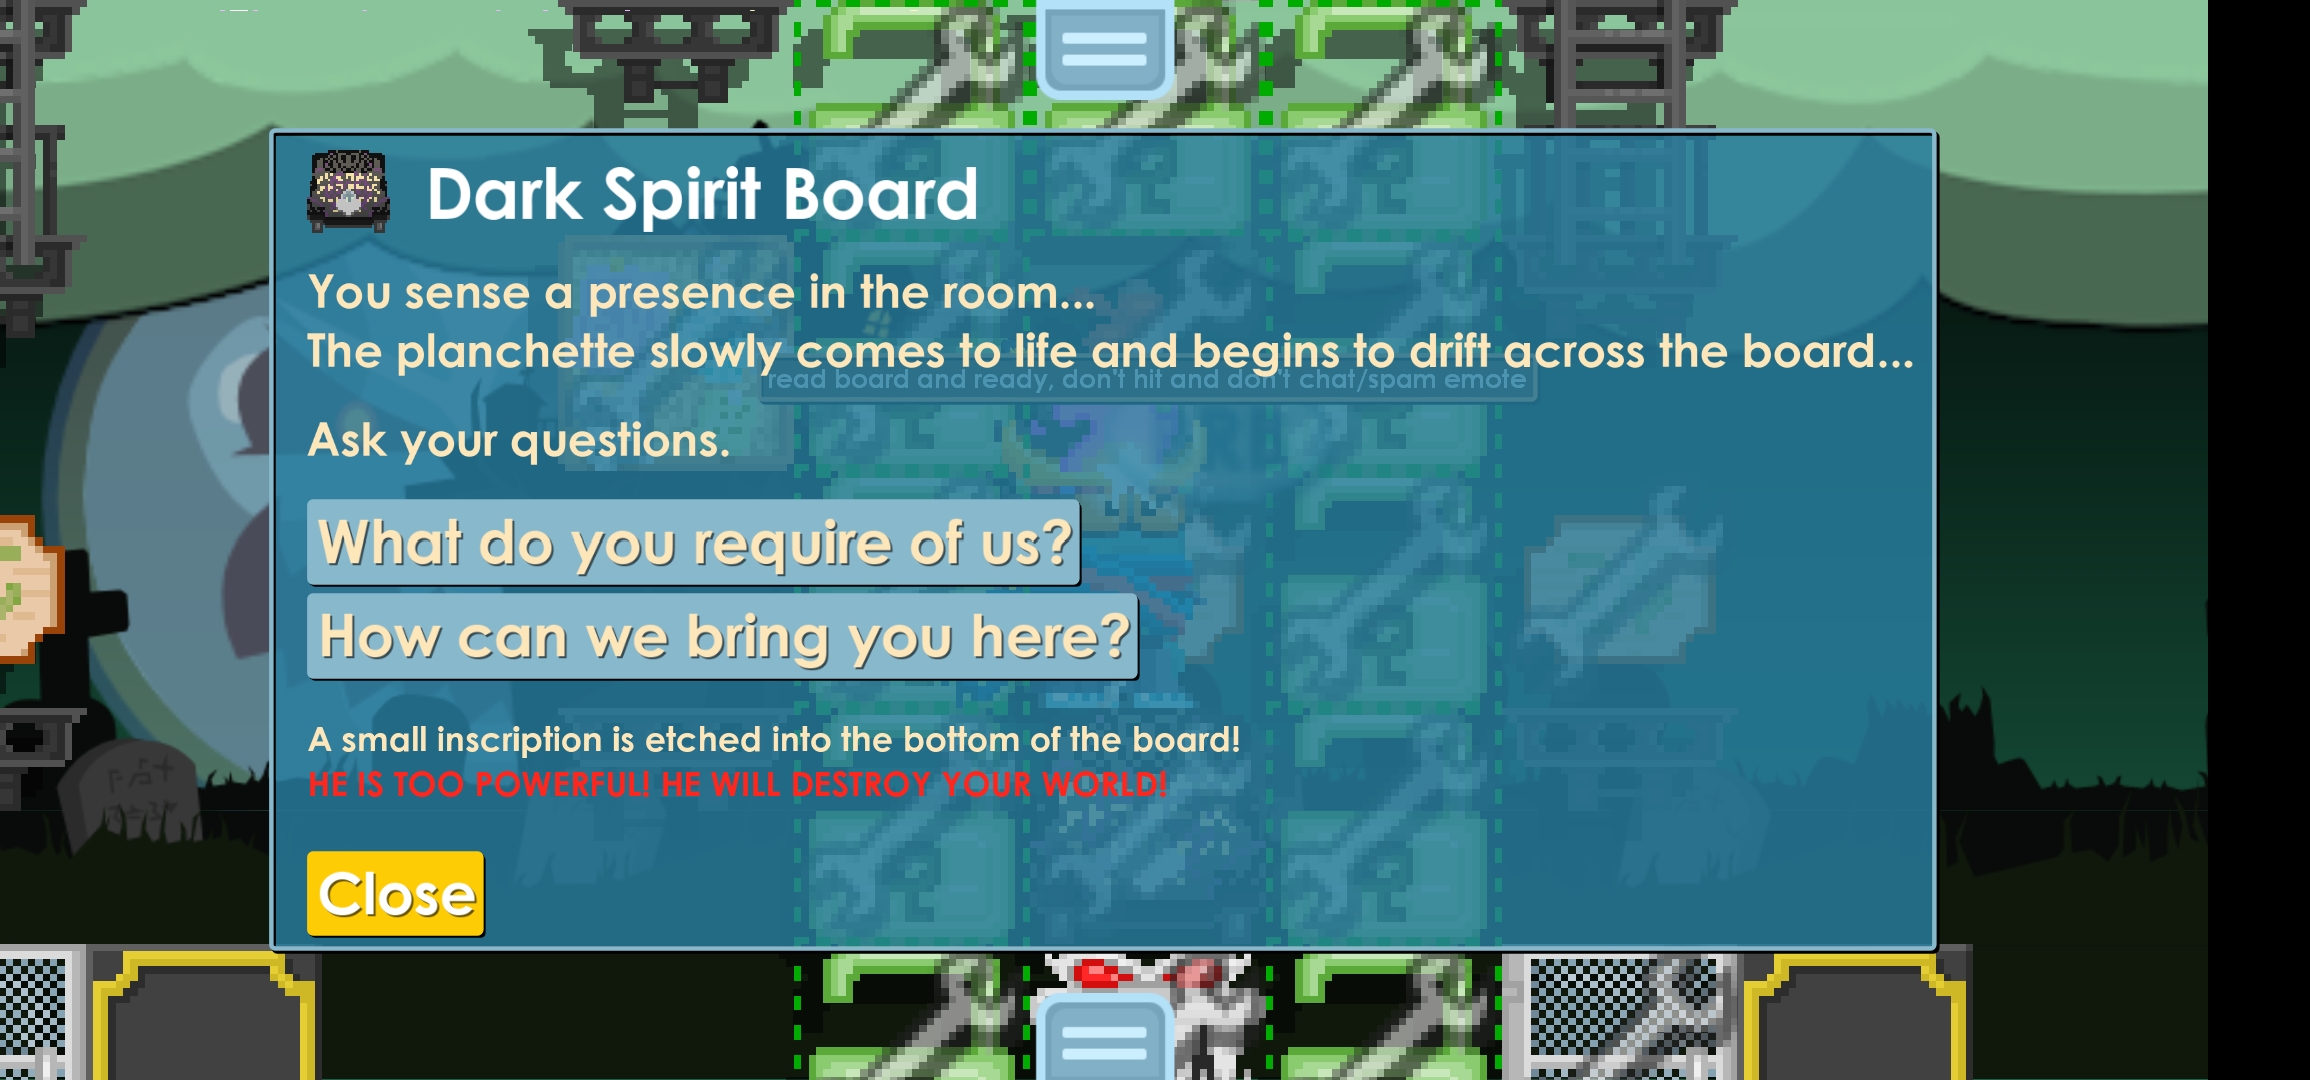 Dark Spirit Board
You sense a presence in the room...
The planchette slowly comes to life and begins to drift across the board...
read board and ready, don't hit and don't chat/spam emote
Ask your questions.
What do you require of us?
How can we bring you here?
A small inscription is etched into the bottom of the board!
HE IS TOO POWERFUL! HE WILL DESTROY YOUR WORLD!
Close